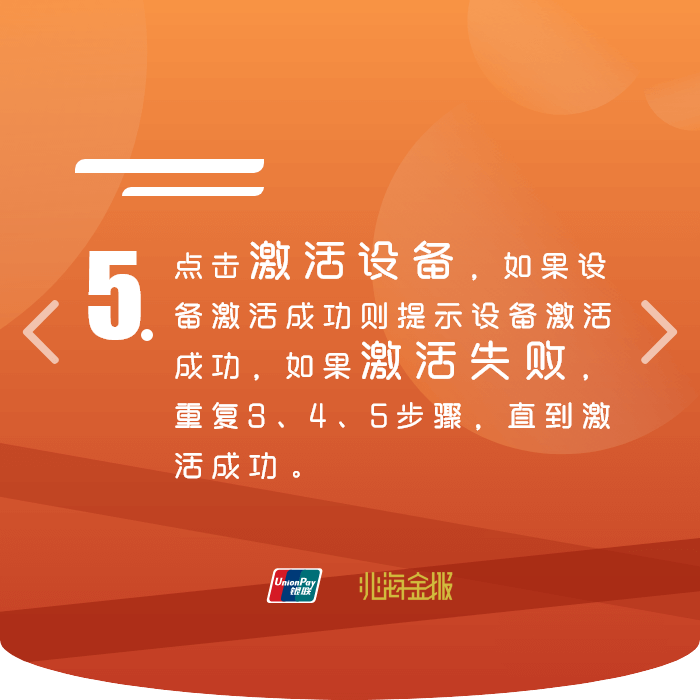 5.
点击激活设备，如果设
备激活成功则提示设备激活
成功，如果激活失败，
重复3、4、5步骤，直到激
活成功。
UnionPay
银联
北海金服